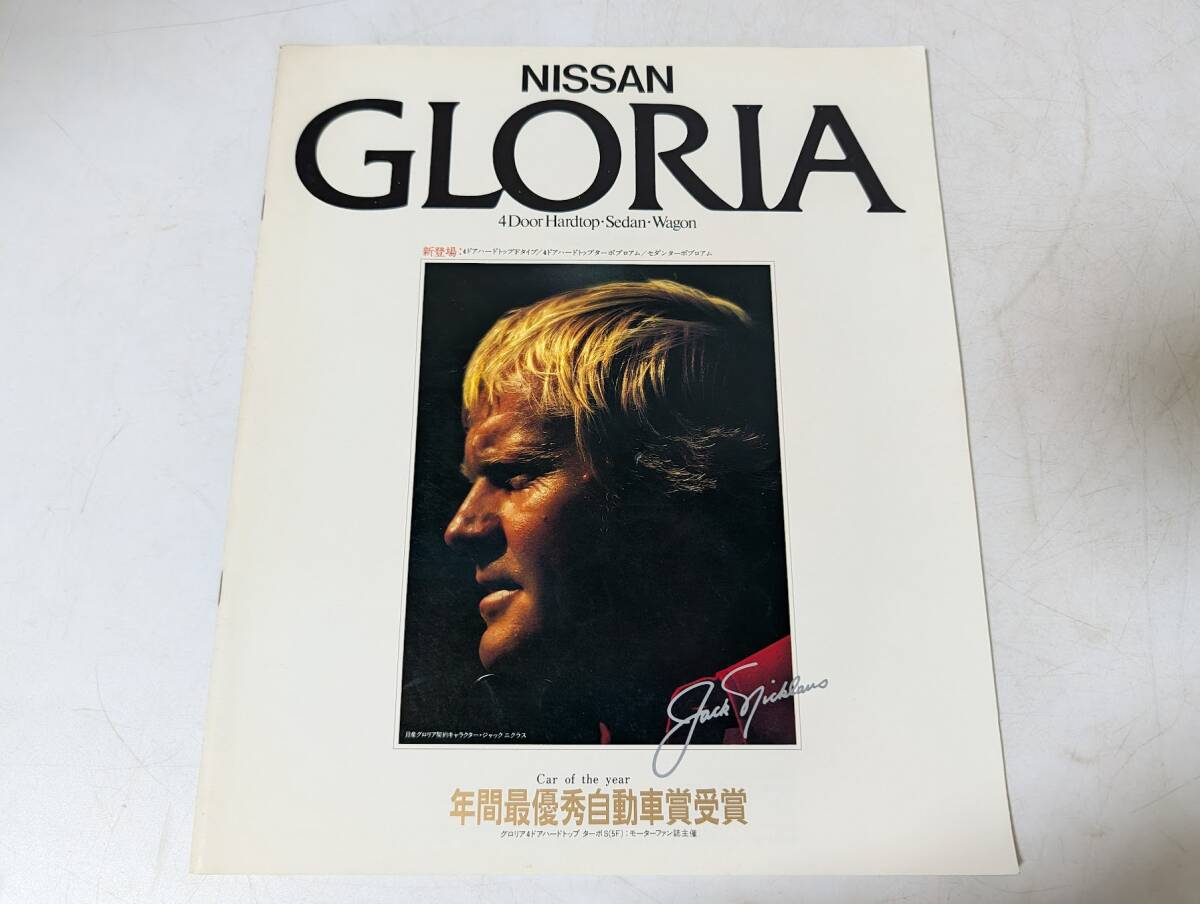 NISSAN
GLORIA
4Door Hardtop·Sedan·Wagon
新登場:4ドアハードトップFタイプ/4ドアハードトップターボプロアム/セダンターボプロアム
Jack Nicklaus
日産グロリア契約キャラクター・ジャック ニクラス
Car of the year
年間最優秀自動車賞受賞
グロリア4ドアハードトップ ターボS(5F):モーターファン誌主催